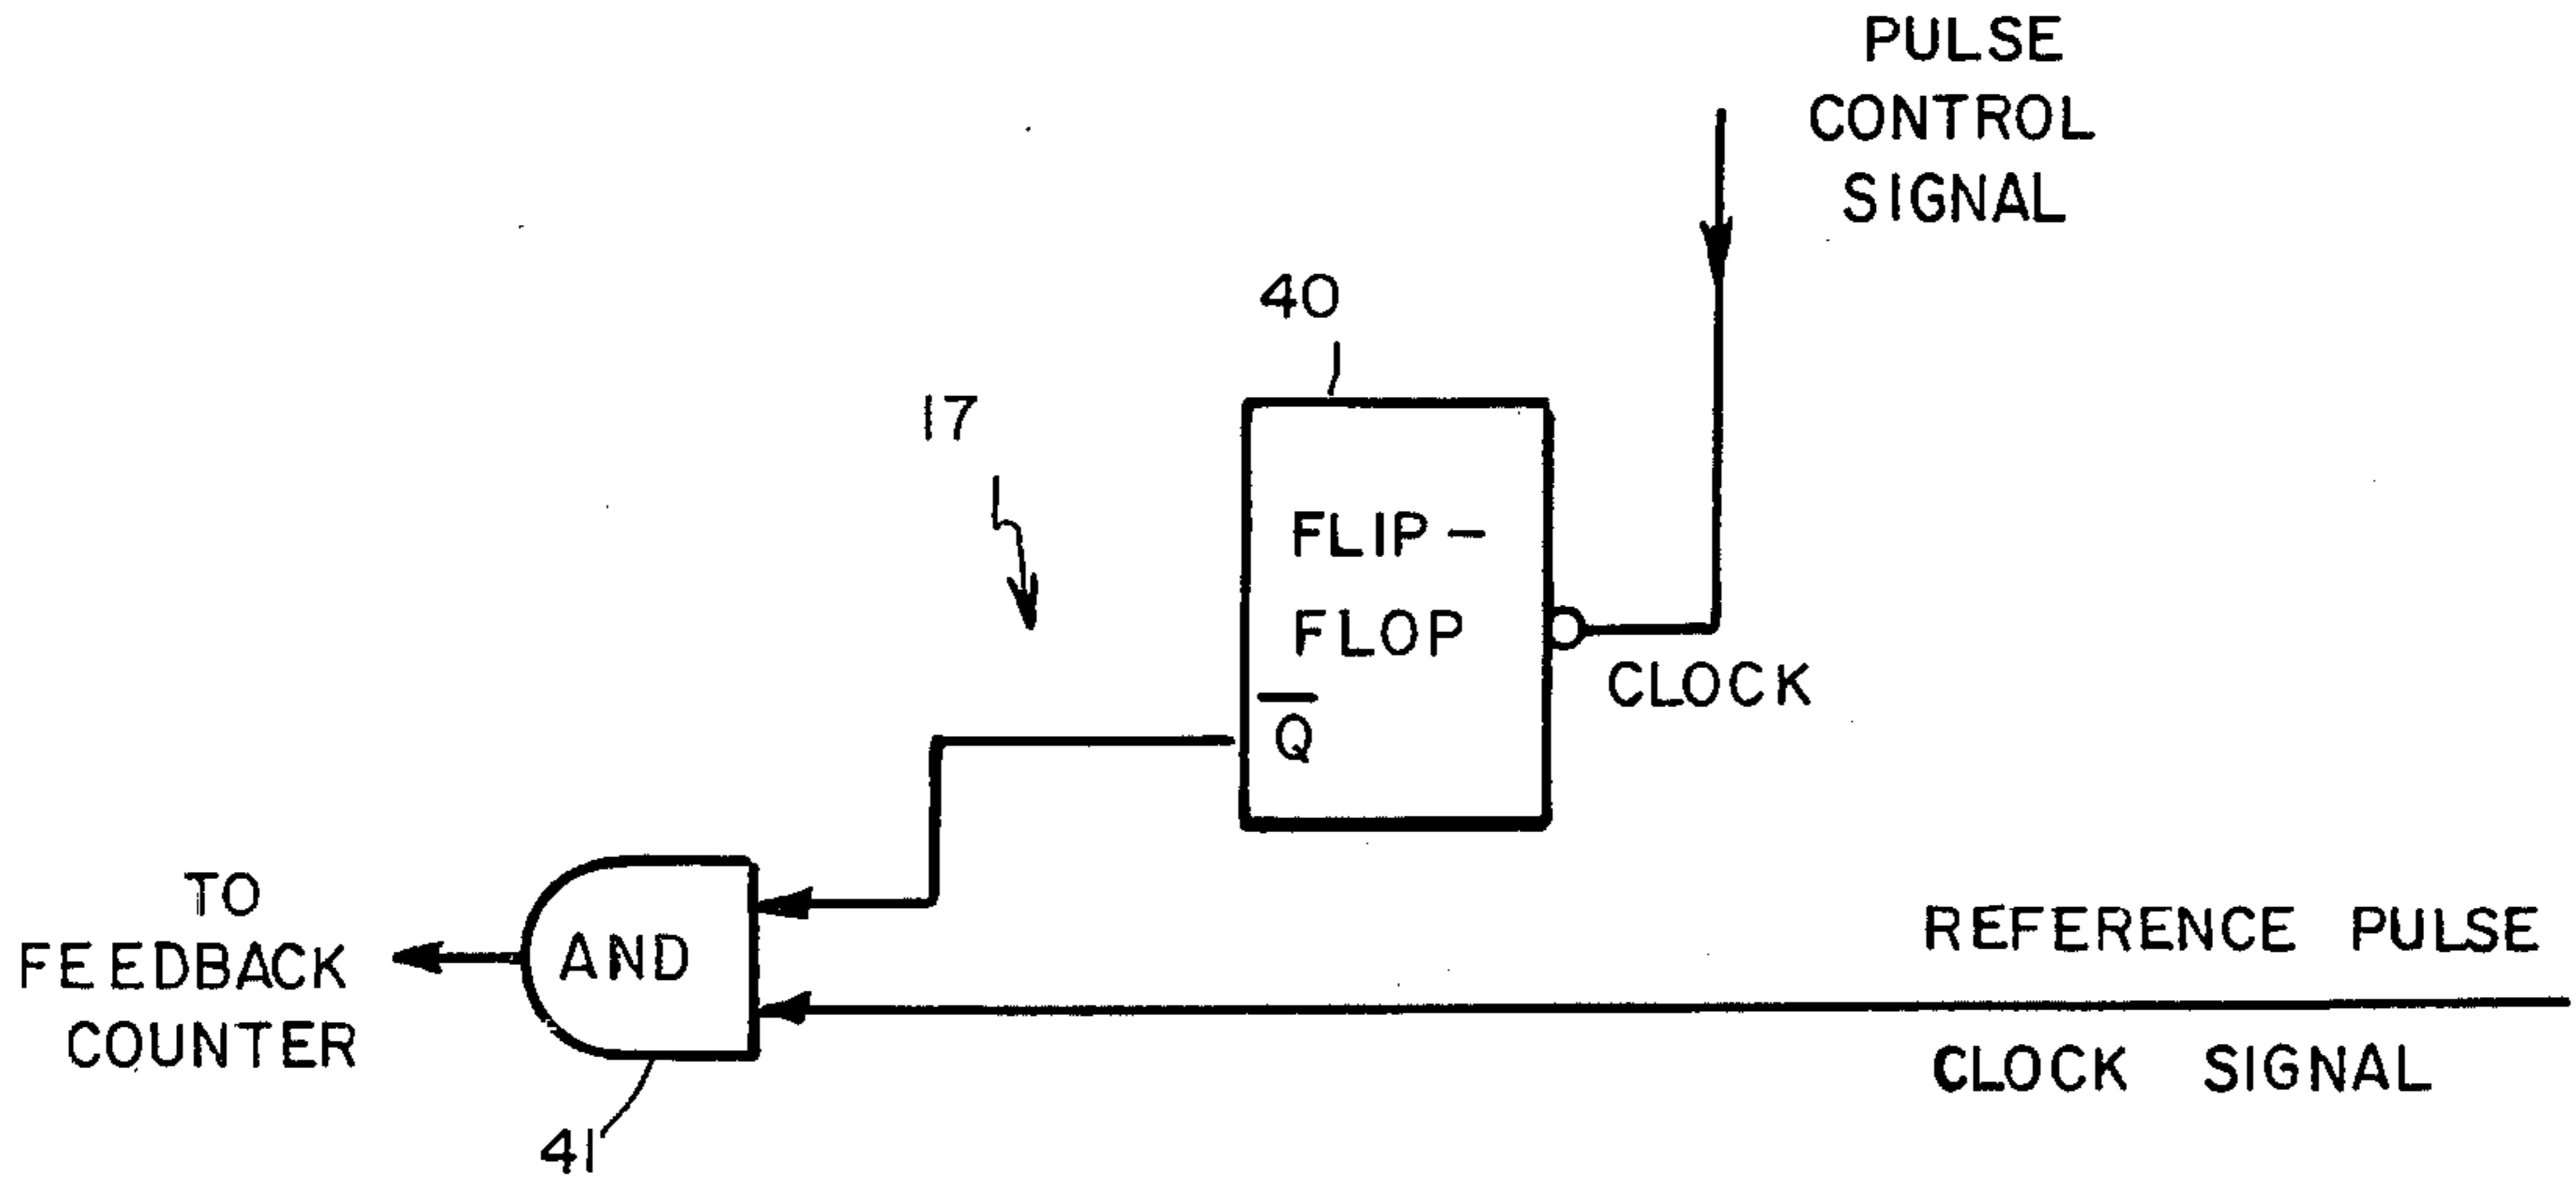 PULSE
CONTROL
SIGNAL
40
17
FLIP-
FLOP
CLOCK
Q̅
TO
FEEDBACK
COUNTER
AND
REFERENCE PULSE
CLOCK SIGNAL
41